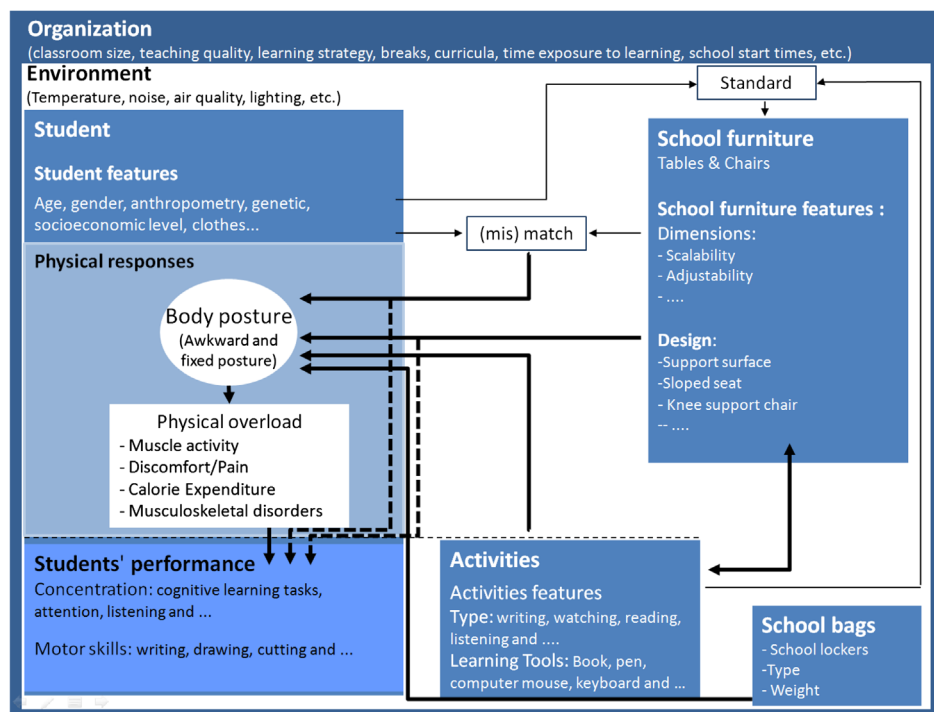 Organization
(classroom size, teaching quality, learning strategy, breaks, curricula, time exposure to learning, school start times, etc.)
Environment
(Temperature, noise, air quality, lighting, etc.)
Standard
Student
Student features
Age, gender, anthropometry, genetic,
socioeconomic level, clothes...
(mis) match
School furniture
Tables & Chairs
School furniture features :
Dimensions:
- Scalability
- Adjustability
- ....
Design:
-Support surface
-Sloped seat
- Knee support chair
-- ....
Physical responses
Body posture
(Awkward and
fixed posture)
Physical overload
- Muscle activity
- Discomfort/Pain
- Calorie Expenditure
- Musculoskeletal disorders
Students' performance
Concentration: cognitive learning tasks,
attention, listening and ...
Motor skills: writing, drawing, cutting and ...
Activities
Activities features
Type: writing, watching, reading,
listening and ....
Learning Tools: Book, pen,
computer mouse, keyboard and ...
School bags
- School lockers
-Type
- Weight